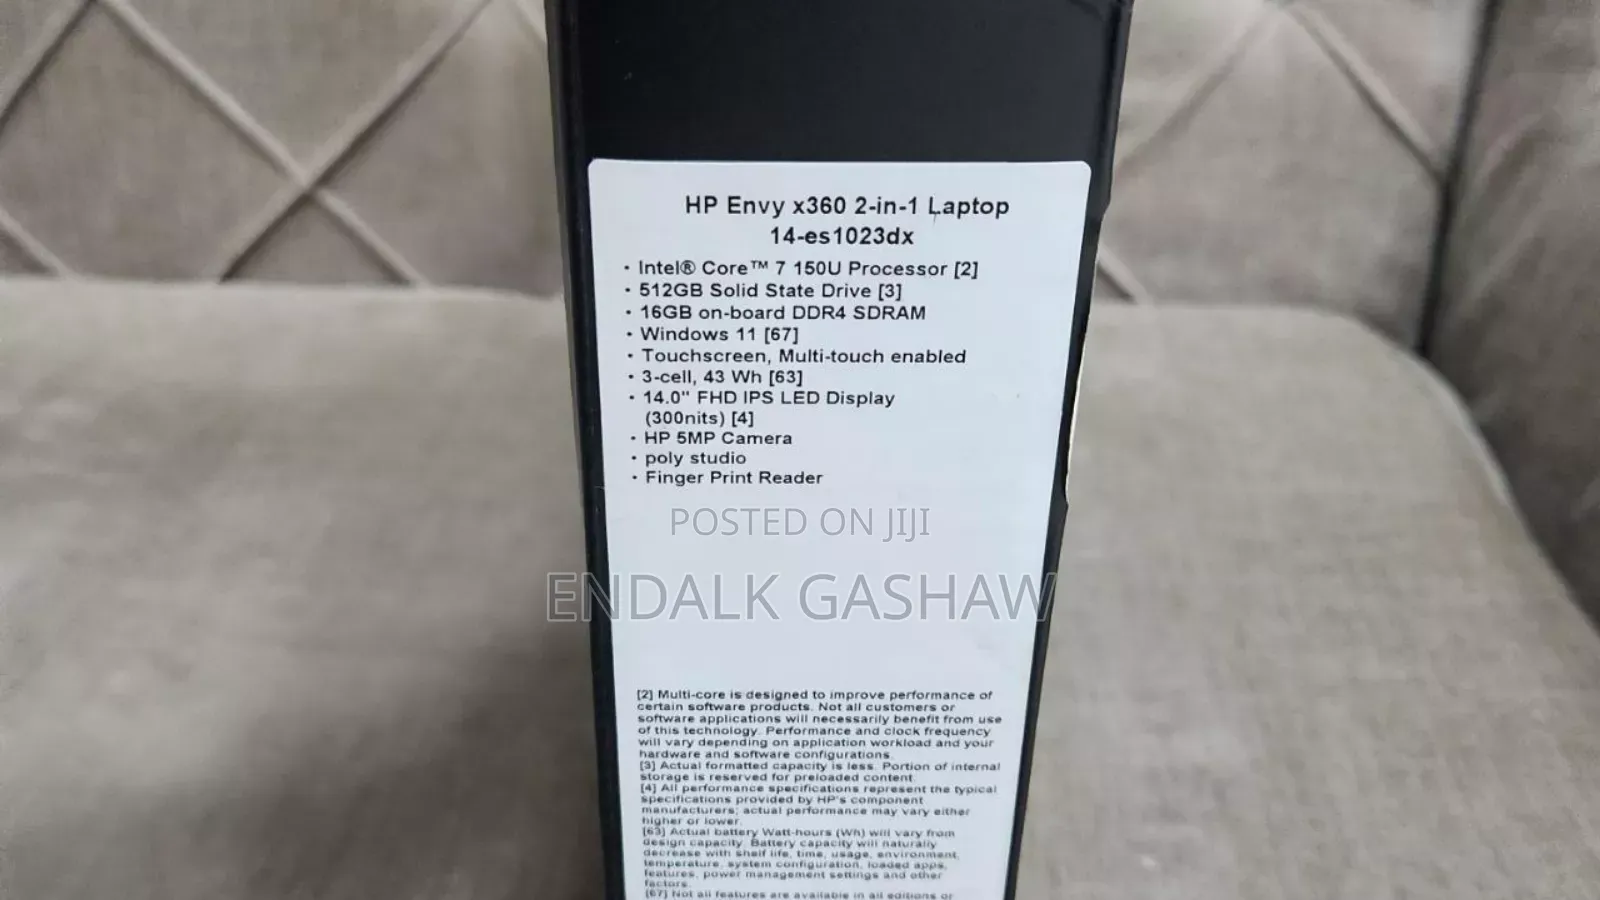 HP Envy x360 2-in-1 Laptop
14-es1023dx
• Intel® Core™ 7 150U Processor [2]
• 512GB Solid State Drive [3]
• 16GB on-board DDR4 SDRAM
• Windows 11 [67]
• Touchscreen, Multi-touch enabled
• 3-cell, 43 Wh [63]
• 14.0" FHD IPS LED Display
(300nits) [4]
• HP 5MP Camera
• poly studio
• Finger Print Reader
POSTED ON JIJI
ENDALK GASHAW
[2] Multi-core is designed to improve performance of
certain software products. Not all customers or
software applications will necessarily benefit from use
of this technology. Performance and clock frequency
will vary depending on application workload and your
hardware and software configurations.
[3] Actual formatted capacity is less. Portion of internal
storage is reserved for preloaded content.
[4] All performance specifications represent the typical
specifications provided by HP's component
manufacturers; actual performance may vary either
higher or lower.
[63] Actual battery Watt-hours (Wh) will vary from
design capacity. Battery capacity will naturally
decrease with shelf life, time, usage, environment,
temperature, system configuration, loaded apps,
features, power management settings and other
factors.
[67] Not all features are available in all editions or